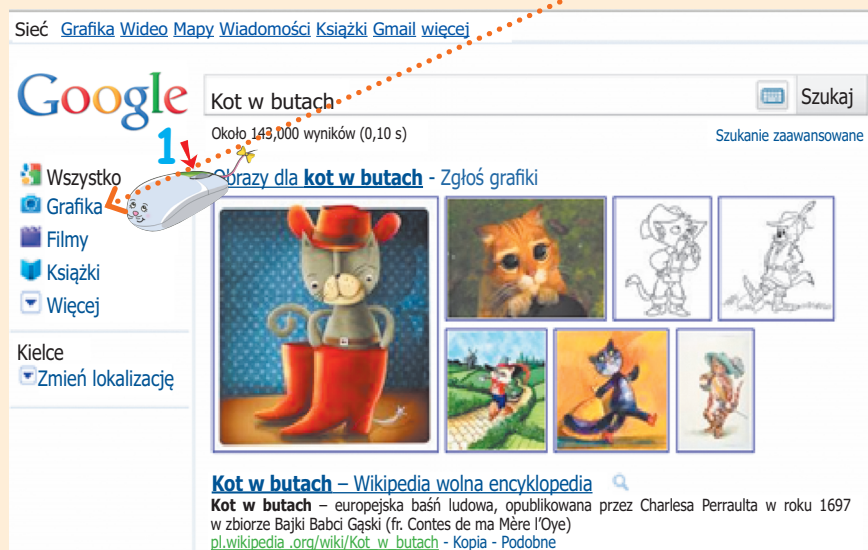 Sieć Grafika Wideo Mapy Wiadomości Książki Gmail więcej
Google
Kot w butach
Szukaj
Około 143,000 wyników (0,10 s)
Szukanie zaawansowane
1
Wszystko
Grafika
Filmy
Książki
Więcej
Kielce
Zmień lokalizację
Obrazy dla kot w butach - Zgłoś grafiki
Kot w butach – Wikipedia wolna encyklopedia
Kot w butach – europejska baśń ludowa, opublikowana przez Charlesa Perraulta w roku 1697
w zbiorze Bajki Babci Gąski (fr. Contes de ma Mère l'Oye)
pl.wikipedia .org/wiki/Kot_w_butach - Kopia - Podobne